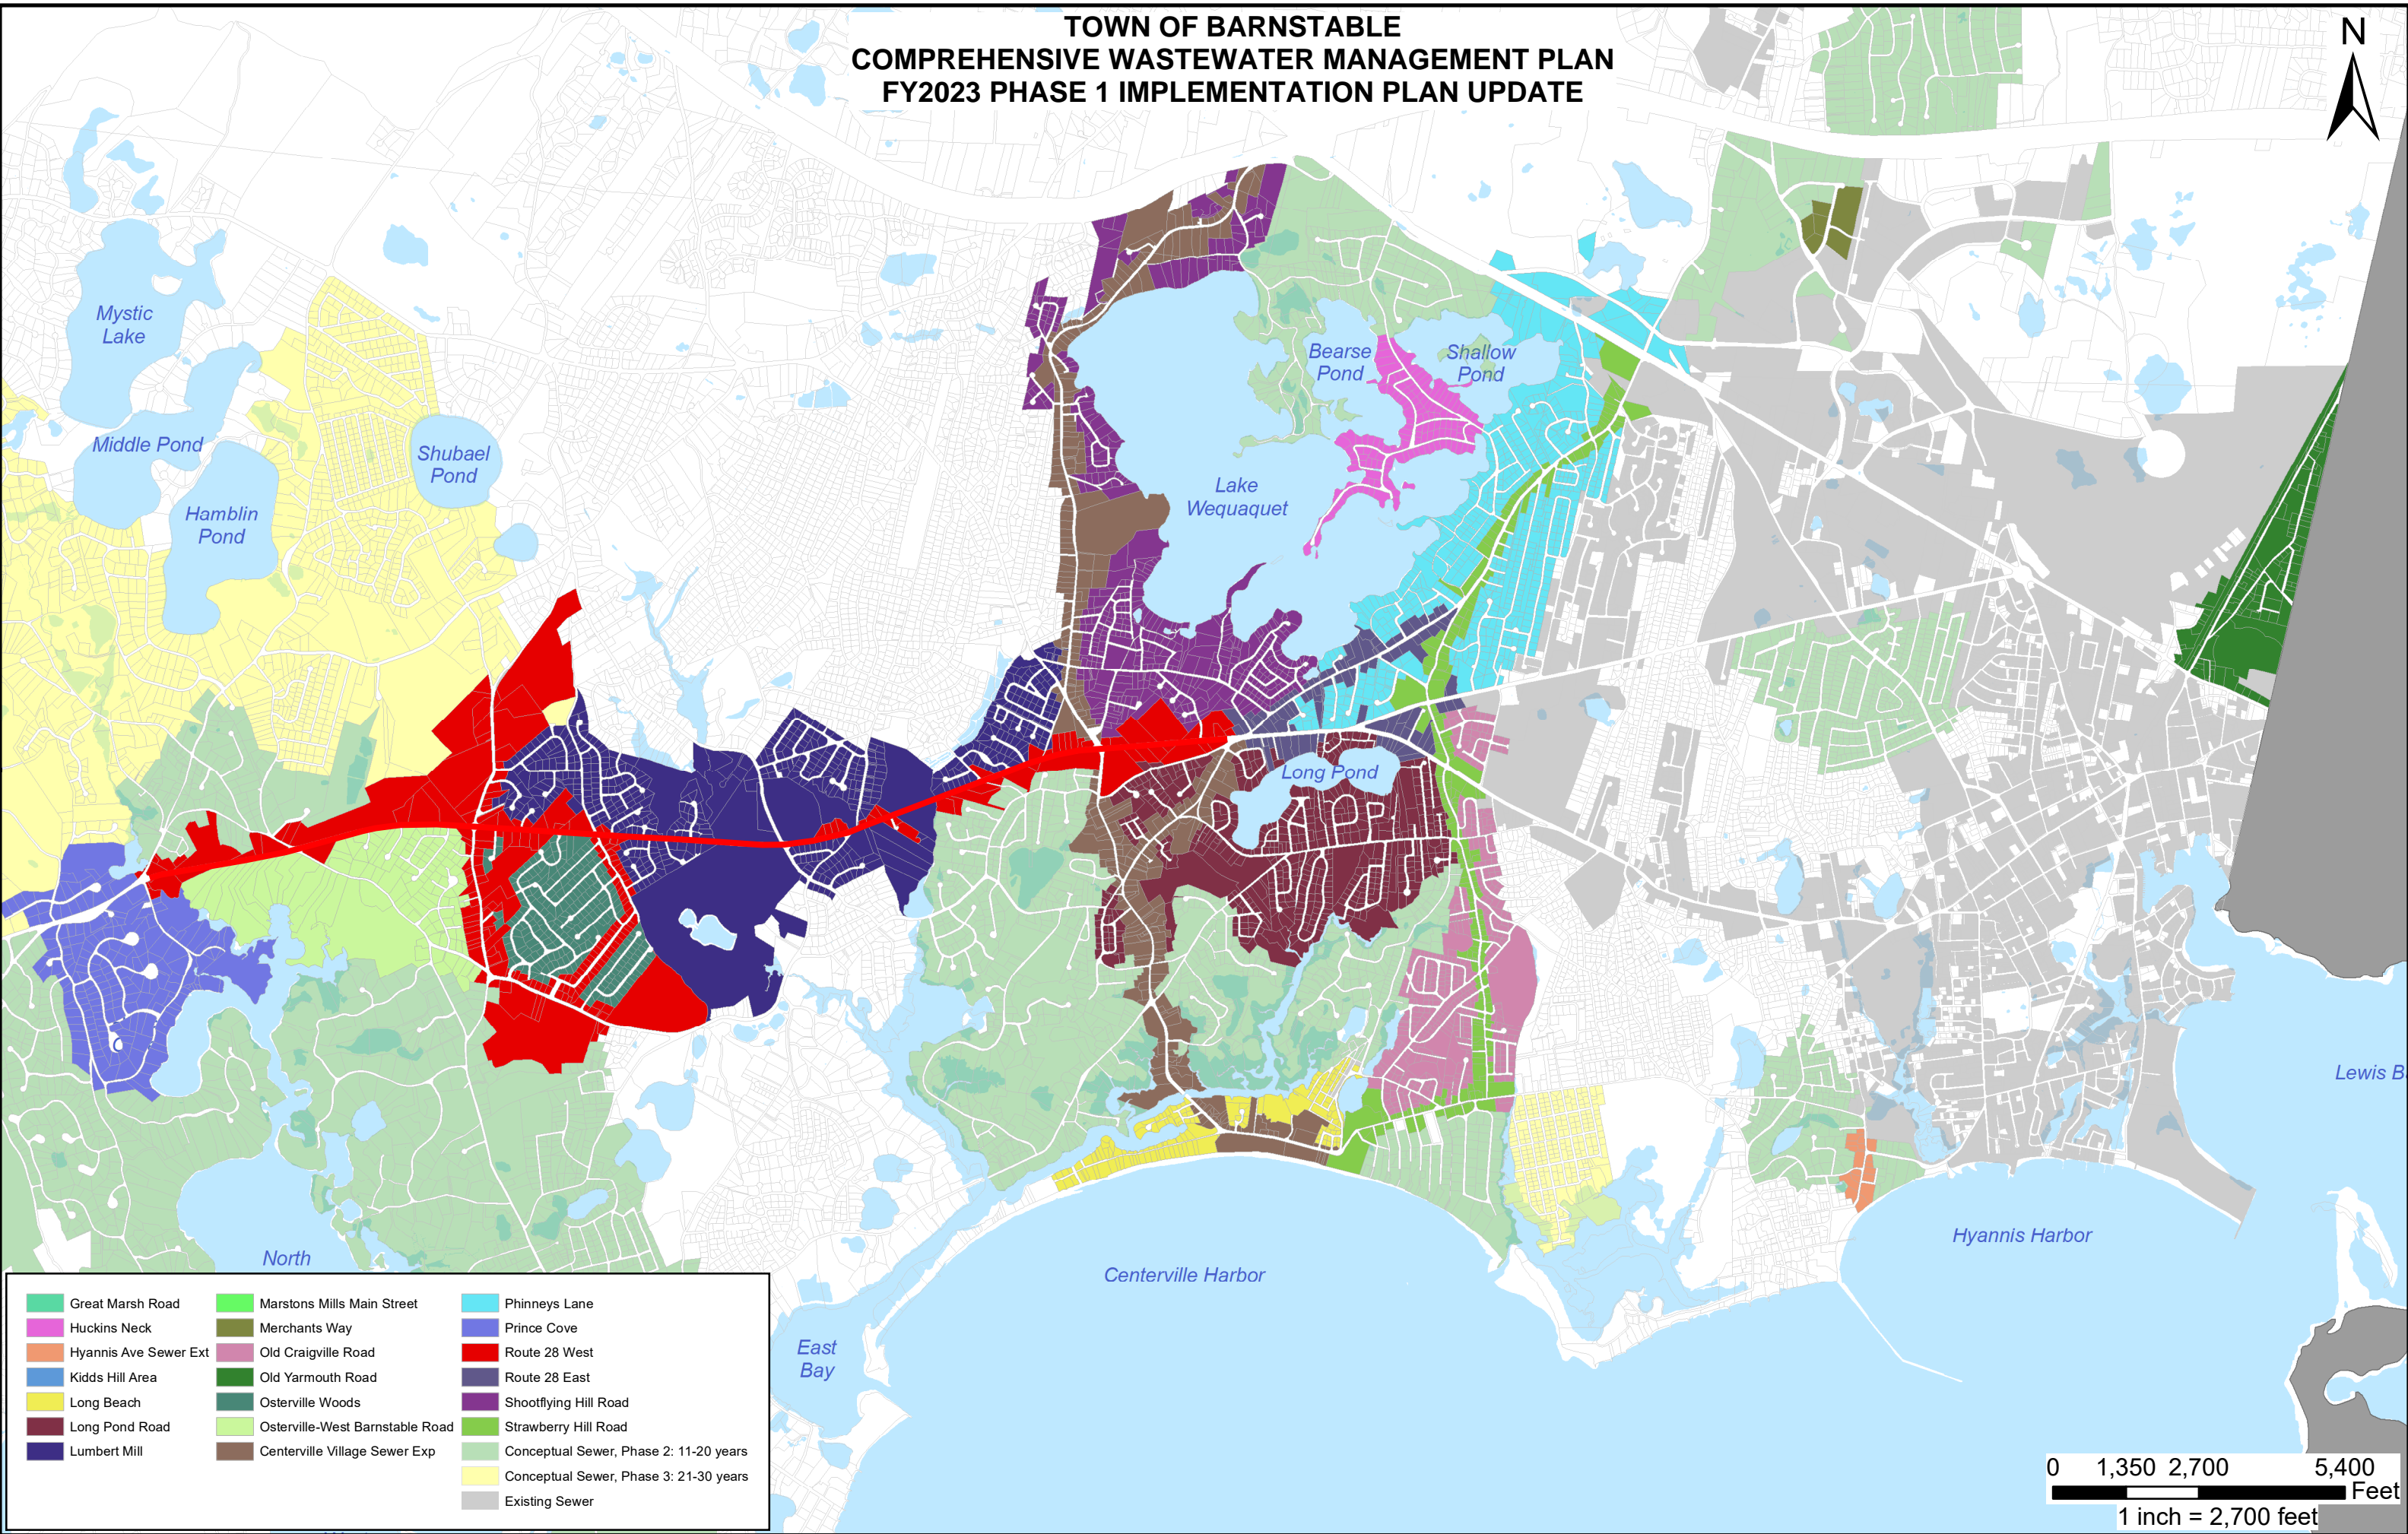 TOWN OF BARNSTABLE
COMPREHENSIVE WASTEWATER MANAGEMENT PLAN
FY2023 PHASE 1 IMPLEMENTATION PLAN UPDATE
N
Mystic
Lake
Middle Pond
Hamblin
Pond
Shubael
Pond
Bearse
Pond
Shallow
Pond
Lake
Wequaquet
Long Pond
Lewis B
North
Centerville Harbor
Hyannis Harbor
East
Bay
Great Marsh Road
Huckins Neck
Hyannis Ave Sewer Ext
Kidds Hill Area
Long Beach
Long Pond Road
Lumbert Mill
Marstons Mills Main Street
Merchants Way
Old Craigville Road
Old Yarmouth Road
Osterville Woods
Osterville-West Barnstable Road
Centerville Village Sewer Exp
Phinneys Lane
Prince Cove
Route 28 West
Route 28 East
Shootflying Hill Road
Strawberry Hill Road
Conceptual Sewer, Phase 2: 11-20 years
Conceptual Sewer, Phase 3: 21-30 years
Existing Sewer
0 1,350 2,700 5,400
Feet
1 inch = 2,700 feet